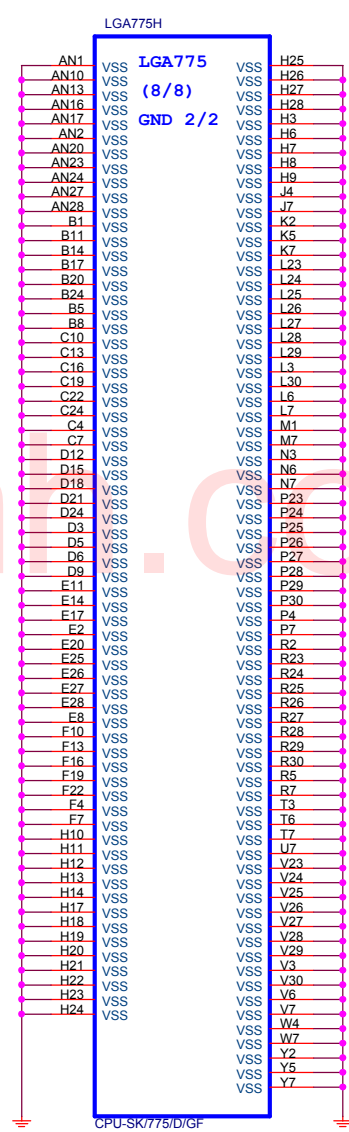 LGA775H
LGA775
(8/8)
GND 2/2
AN1 VSS VSS H25
AN10 VSS VSS H26
AN13 VSS VSS H27
AN16 VSS VSS H28
AN17 VSS VSS H3
AN2 VSS VSS H6
AN20 VSS VSS H7
AN23 VSS VSS H8
AN24 VSS VSS H9
AN27 VSS VSS J4
AN28 VSS VSS J7
B1 VSS VSS K2
B11 VSS VSS K5
B14 VSS VSS K7
B17 VSS VSS L23
B20 VSS VSS L24
B24 VSS VSS L25
B5 VSS VSS L26
B8 VSS VSS L27
C10 VSS VSS L28
C13 VSS VSS L29
C16 VSS VSS L3
C19 VSS VSS L30
C22 VSS VSS L6
C24 VSS VSS L7
C4 VSS VSS M1
C7 VSS VSS M7
D12 VSS VSS N3
D15 VSS VSS N6
D18 VSS VSS N7
D21 VSS VSS P23
D24 VSS VSS P24
D3 VSS VSS P25
D5 VSS VSS P26
D6 VSS VSS P27
D9 VSS VSS P28
E11 VSS VSS P29
E14 VSS VSS P30
E17 VSS VSS P4
E2 VSS VSS P7
E20 VSS VSS R2
E25 VSS VSS R23
E26 VSS VSS R24
E27 VSS VSS R25
E28 VSS VSS R26
E8 VSS VSS R27
F10 VSS VSS R28
F13 VSS VSS R29
F16 VSS VSS R30
F19 VSS VSS R5
F22 VSS VSS R7
F4 VSS VSS T3
F7 VSS VSS T6
H10 VSS VSS T7
H11 VSS VSS U7
H12 VSS VSS V23
H13 VSS VSS V24
H14 VSS VSS V25
H17 VSS VSS V26
H18 VSS VSS V27
H19 VSS VSS V28
H20 VSS VSS V29
H21 VSS VSS V3
H22 VSS VSS V30
H23 VSS VSS V6
H24 VSS VSS V7
VSS W4
VSS W7
VSS Y2
VSS Y5
VSS Y7
CPU-SK/775/D/GF